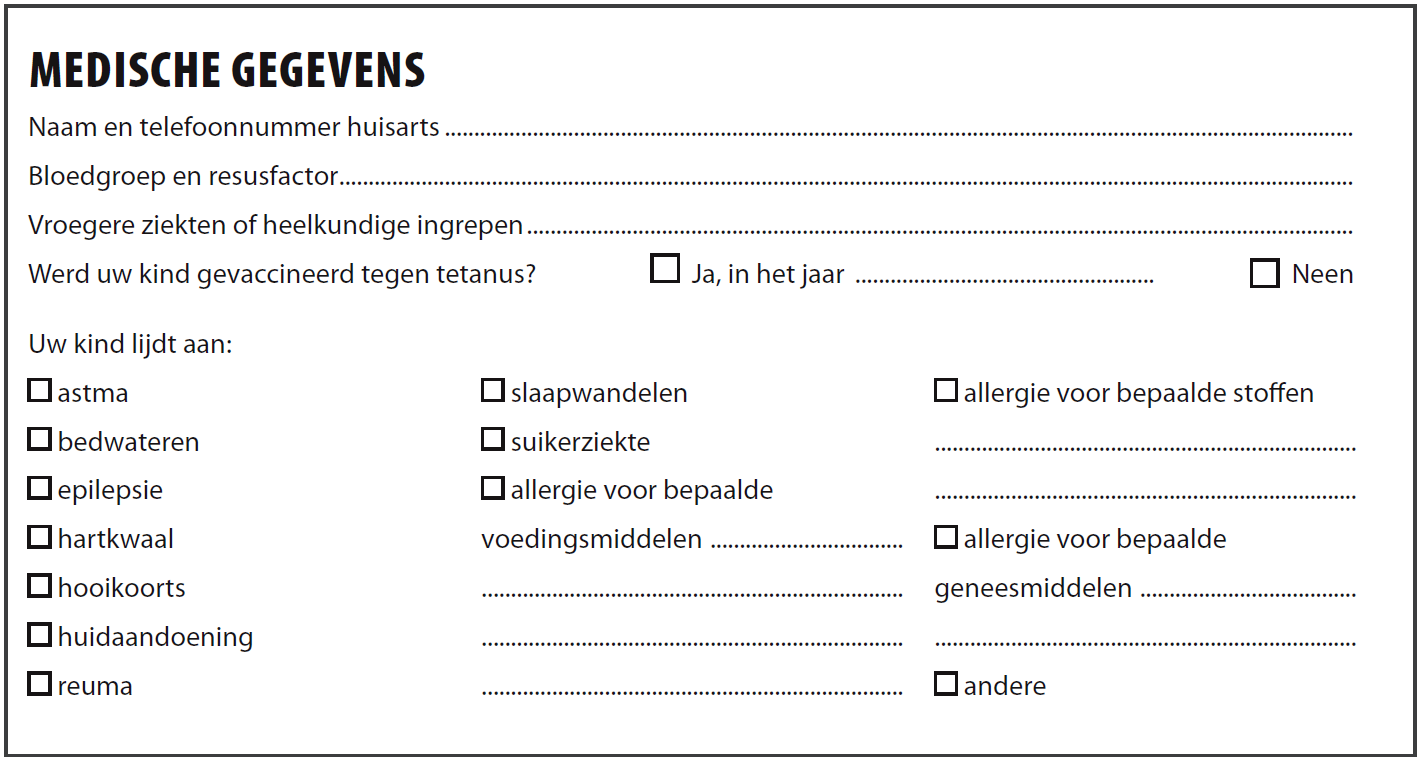 MEDISCHE GEGEVENS
Naam en telefoonnummer huisarts ................................................................
Bloedgroep en resusfactor................................................................
Vroegere ziekten of heelkundige ingrepen................................................................
Werd uw kind gevaccineerd tegen tetanus? ☐ Ja, in het jaar ................................ ☐ Neen
Uw kind lijdt aan:
☐ astma
☐ bedwateren
☐ epilepsie
☐ hartkwaal
☐ hooikoorts
☐ huidaandoening
☐ reuma
☐ slaapwandelen
☐ suikerziekte
☐ allergie voor bepaalde
voedingsmiddelen ................................
................................
................................
................................
☐ allergie voor bepaalde stoffen
................................
................................
☐ allergie voor bepaalde
geneesmiddelen ................................
................................
☐ andere